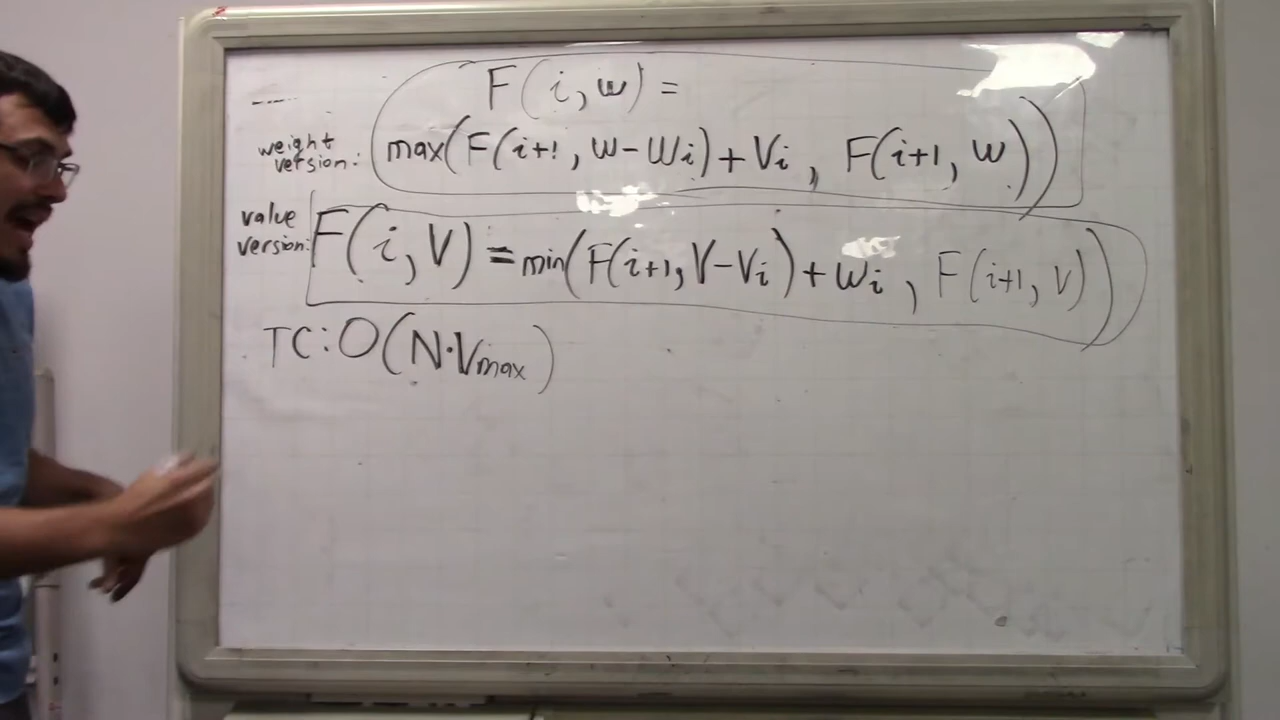 F(i, w) =
weight version: max(F(i+1, w-wi) + Vi, F(i+1, w))
value version: F(i, V) = min(F(i+1, V-Vi) + wi, F(i+1, V))
TC: O(N·Vmax)